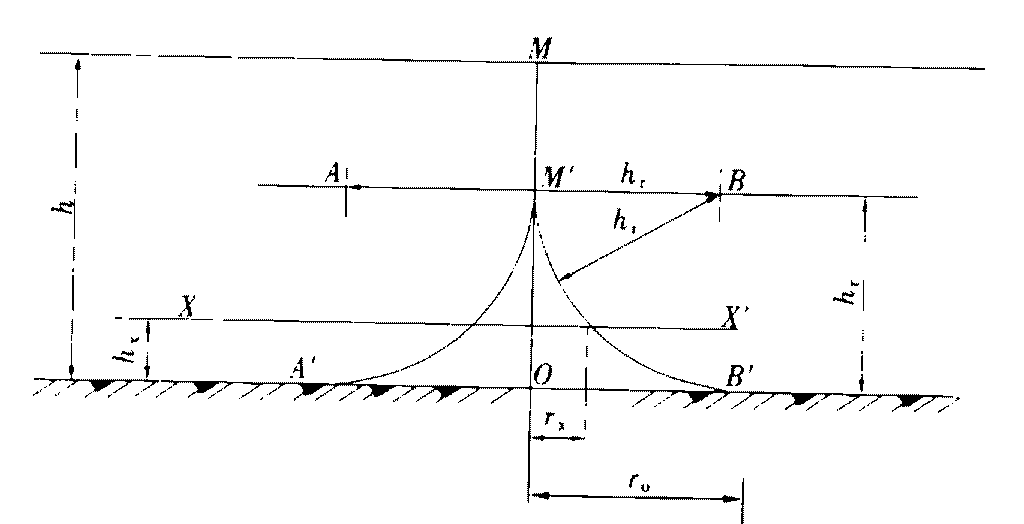 M
A M' h_r B
h h_r
h_r
X X'
h_x
A' O B'
r_x
r_0